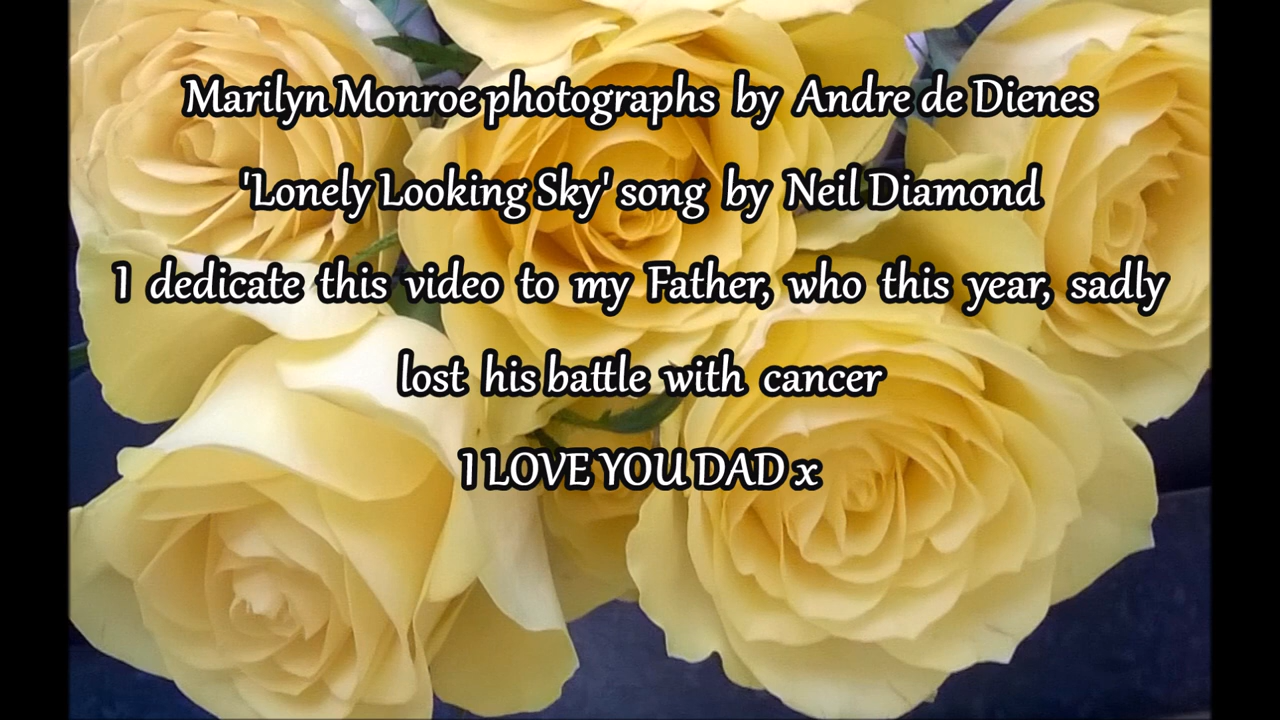 Marilyn Monroe photographs by Andre de Dienes
'Lonely Looking Sky' song by Neil Diamond
I dedicate this video to my Father, who this year, sadly
lost his battle with cancer
I LOVE YOU DAD x